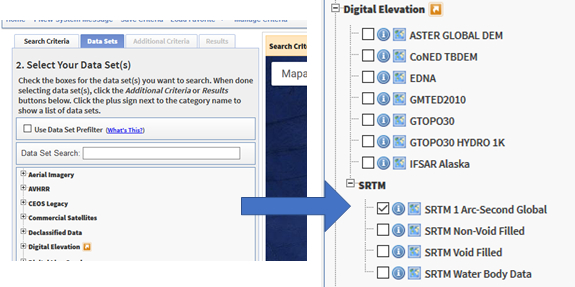 Home New System Message Save Criteria Load Favorite Manage Criteria
Search Criteria
Data Sets
Additional Criteria
Results
2. Select Your Data Set(s)
Check the boxes for the data set(s) you want to search. When done
selecting data set(s), click the Additional Criteria or Results
buttons below. Click the plus sign next to the category name to
show a list of data sets.
Use Data Set Prefilter (What's This?)
Data Set Search:
Aerial Imagery
AVHRR
CEOS Legacy
Commercial Satellites
Declassified Data
Digital Elevation
Search Crite
Mapa
Digital Elevation
ASTER GLOBAL DEM
CoNED TBDEM
EDNA
GMTED2010
GTOPO30
GTOPO30 HYDRO 1K
IFSAR Alaska
SRTM
SRTM 1 Arc-Second Global
SRTM Non-Void Filled
SRTM Void Filled
SRTM Water Body Data